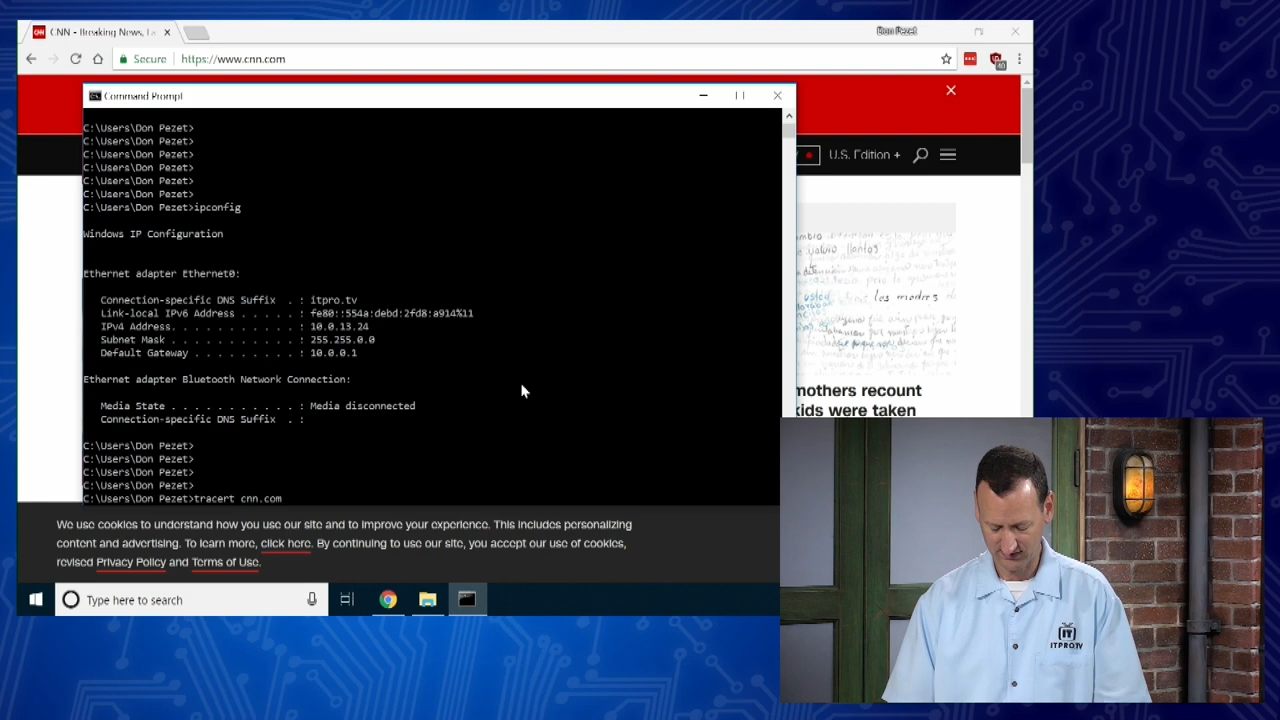 CNN - Breaking News, La
Don Pezet
Secure https://www.cnn.com
Command Prompt
C:\Users\Don Pezet>
C:\Users\Don Pezet>
C:\Users\Don Pezet>
C:\Users\Don Pezet>
C:\Users\Don Pezet>
C:\Users\Don Pezet>
C:\Users\Don Pezet>ipconfig
Windows IP Configuration
Ethernet adapter Ethernet0:
Connection-specific DNS Suffix . : itpro.tv
Link-local IPv6 Address . . . . . : fe80::554a:debd:2fd8:a914%11
IPv4 Address. . . . . . . . . . . : 10.0.13.24
Subnet Mask . . . . . . . . . . . : 255.255.0.0
Default Gateway . . . . . . . . . : 10.0.0.1
Ethernet adapter Bluetooth Network Connection:
Media State . . . . . . . . . . . : Media disconnected
Connection-specific DNS Suffix . :
C:\Users\Don Pezet>
C:\Users\Don Pezet>
C:\Users\Don Pezet>
C:\Users\Don Pezet>
C:\Users\Don Pezet>tracert cnn.com
U.S. Edition +
los madres
mothers recount
kids were taken
We use cookies to understand how you use our site and to improve your experience. This includes personalizing
content and advertising. To learn more, click here. By continuing to use our site, you accept our use of cookies,
revised Privacy Policy and Terms of Use.
Type here to search
IT
ITPROTV